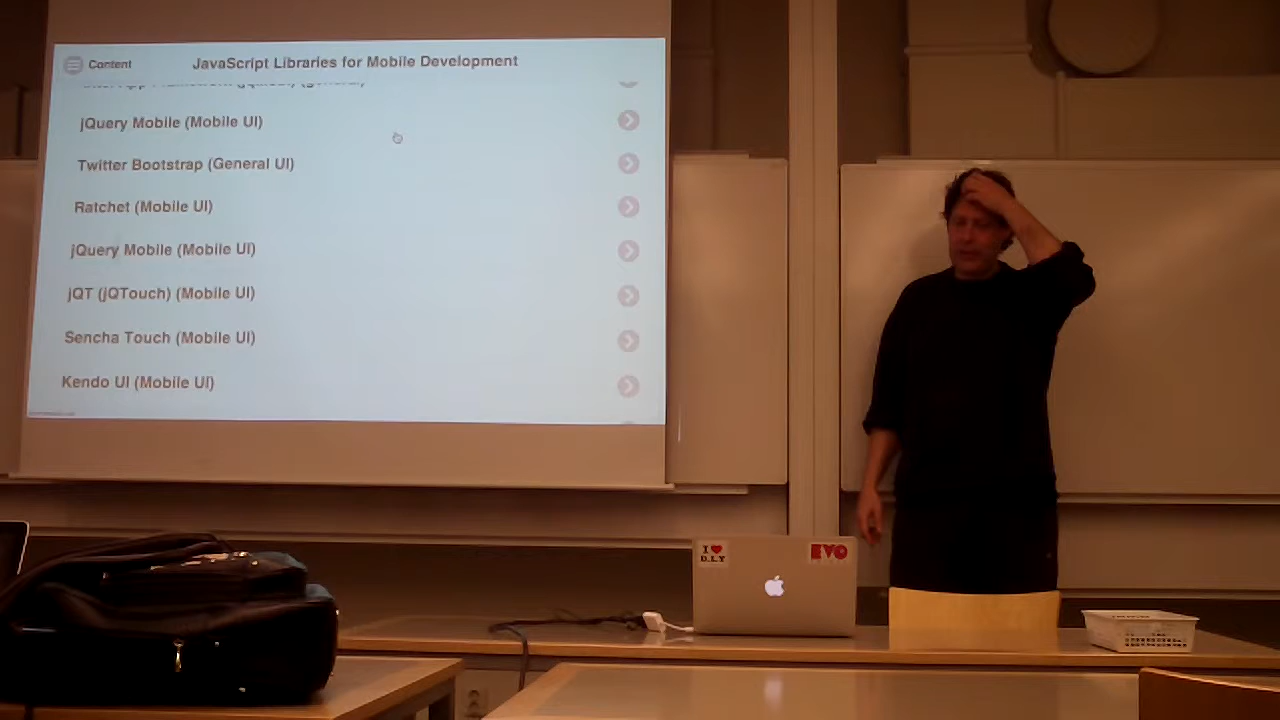 Content
JavaScript Libraries for Mobile Development
jQuery Mobile (Mobile UI)
Twitter Bootstrap (General UI)
Ratchet (Mobile UI)
jQuery Mobile (Mobile UI)
jQT (jQTouch) (Mobile UI)
Sencha Touch (Mobile UI)
Kendo UI (Mobile UI)
I ♥
D.I.Y
EVO